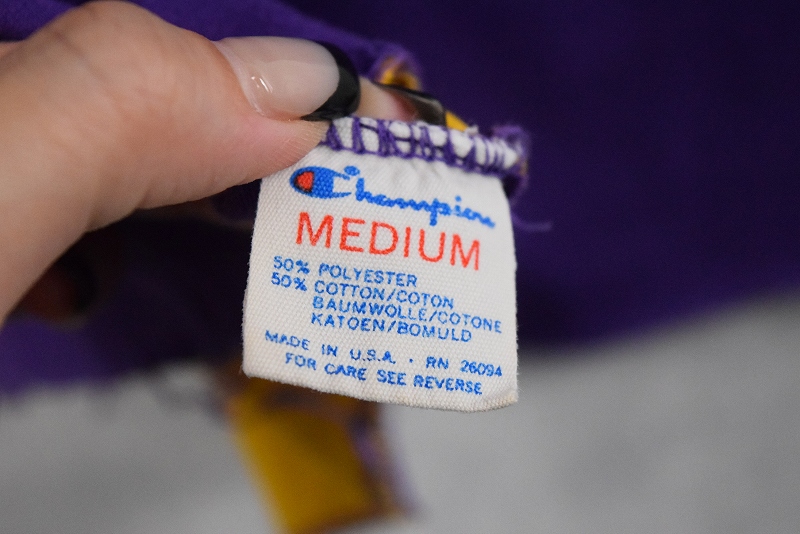 Champion
MEDIUM
50% POLYESTER
50% COTTON/COTON
BAUMWOLLE/COTONE
KATOEN/BOMULD
MADE IN U.S.A. · RN 26094
FOR CARE SEE REVERSE